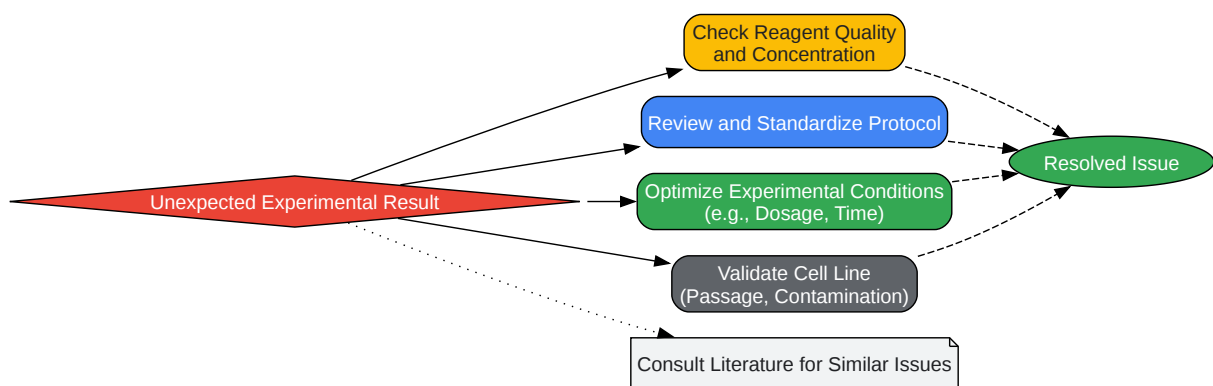 Unexpected Experimental Result
Check Reagent Quality
and Concentration
Review and Standardize Protocol
Optimize Experimental Conditions
(e.g., Dosage, Time)
Validate Cell Line
(Passage, Contamination)
Consult Literature for Similar Issues
Resolved Issue